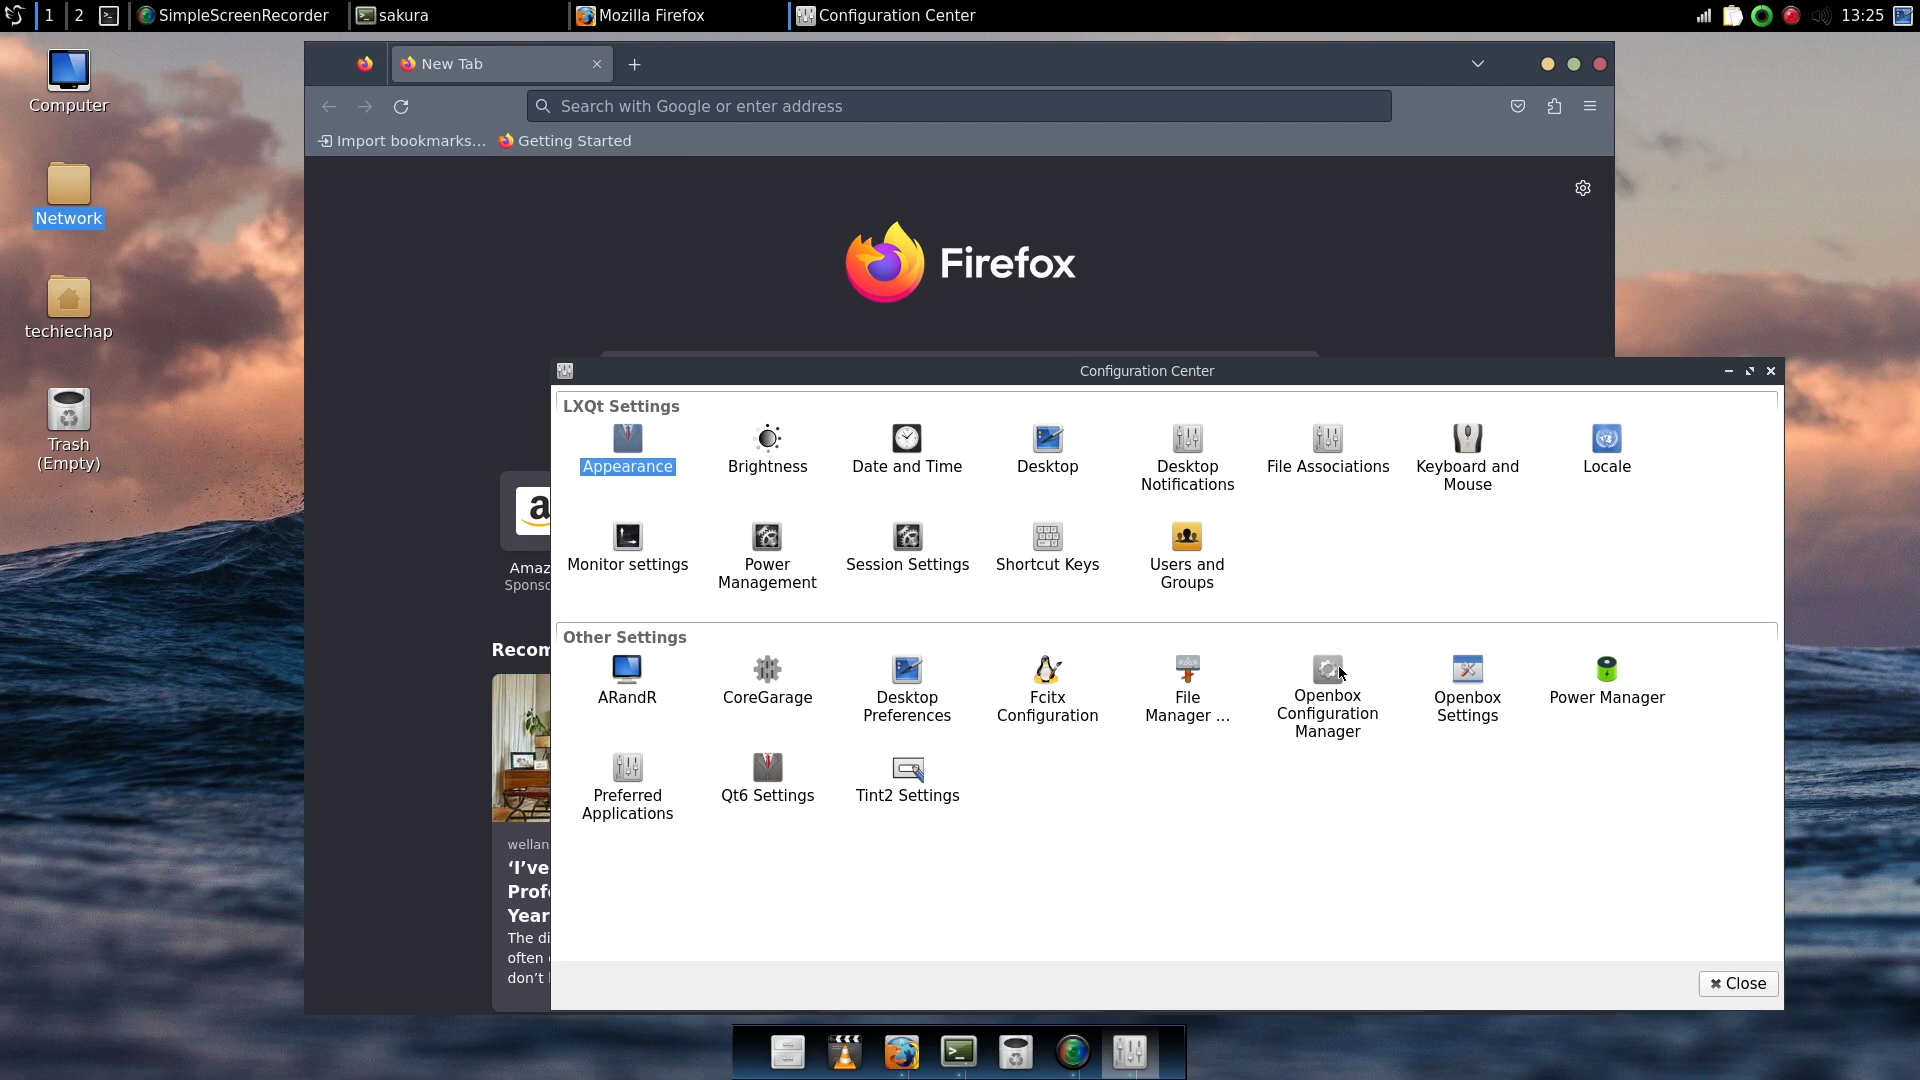 1 2 SimpleScreenRecorder sakura Mozilla Firefox Configuration Center 13:25
Computer
Network
techiechap
Trash
(Empty)
New Tab
Search with Google or enter address
Import bookmarks... Getting Started
Firefox
a
Amaz
Sponso
Recom
wellan
‘I’ve
Profe
Year
The di
often
don’t
Configuration Center
LXQt Settings
Appearance
Brightness
Date and Time
Desktop
Desktop
Notifications
File Associations
Keyboard and
Mouse
Locale
Monitor settings
Power
Management
Session Settings
Shortcut Keys
Users and
Groups
Other Settings
ARandR
CoreGarage
Desktop
Preferences
Fcitx
Configuration
File
Manager ...
Openbox
Configuration
Manager
Openbox
Settings
Power Manager
Preferred
Applications
Qt6 Settings
Tint2 Settings
Close